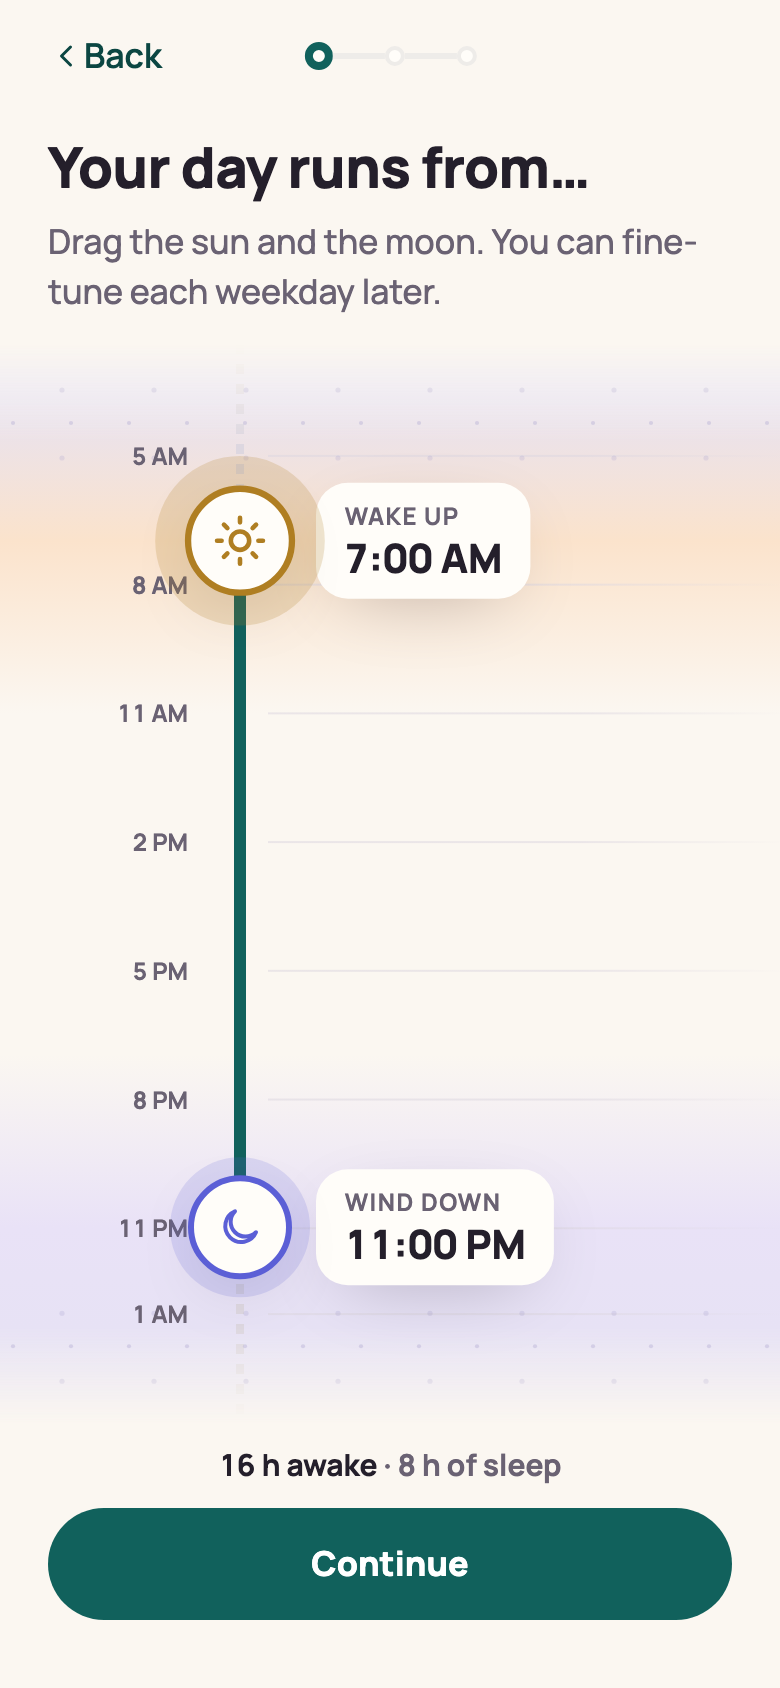 Back
Your day runs from…
Drag the sun and the moon. You can fine-
tune each weekday later.
5 AM
WAKE UP
7:00 AM
8 AM
11 AM
2 PM
5 PM
8 PM
WIND DOWN
11 PM
11:00 PM
1 AM
16 h awake · 8 h of sleep
Continue